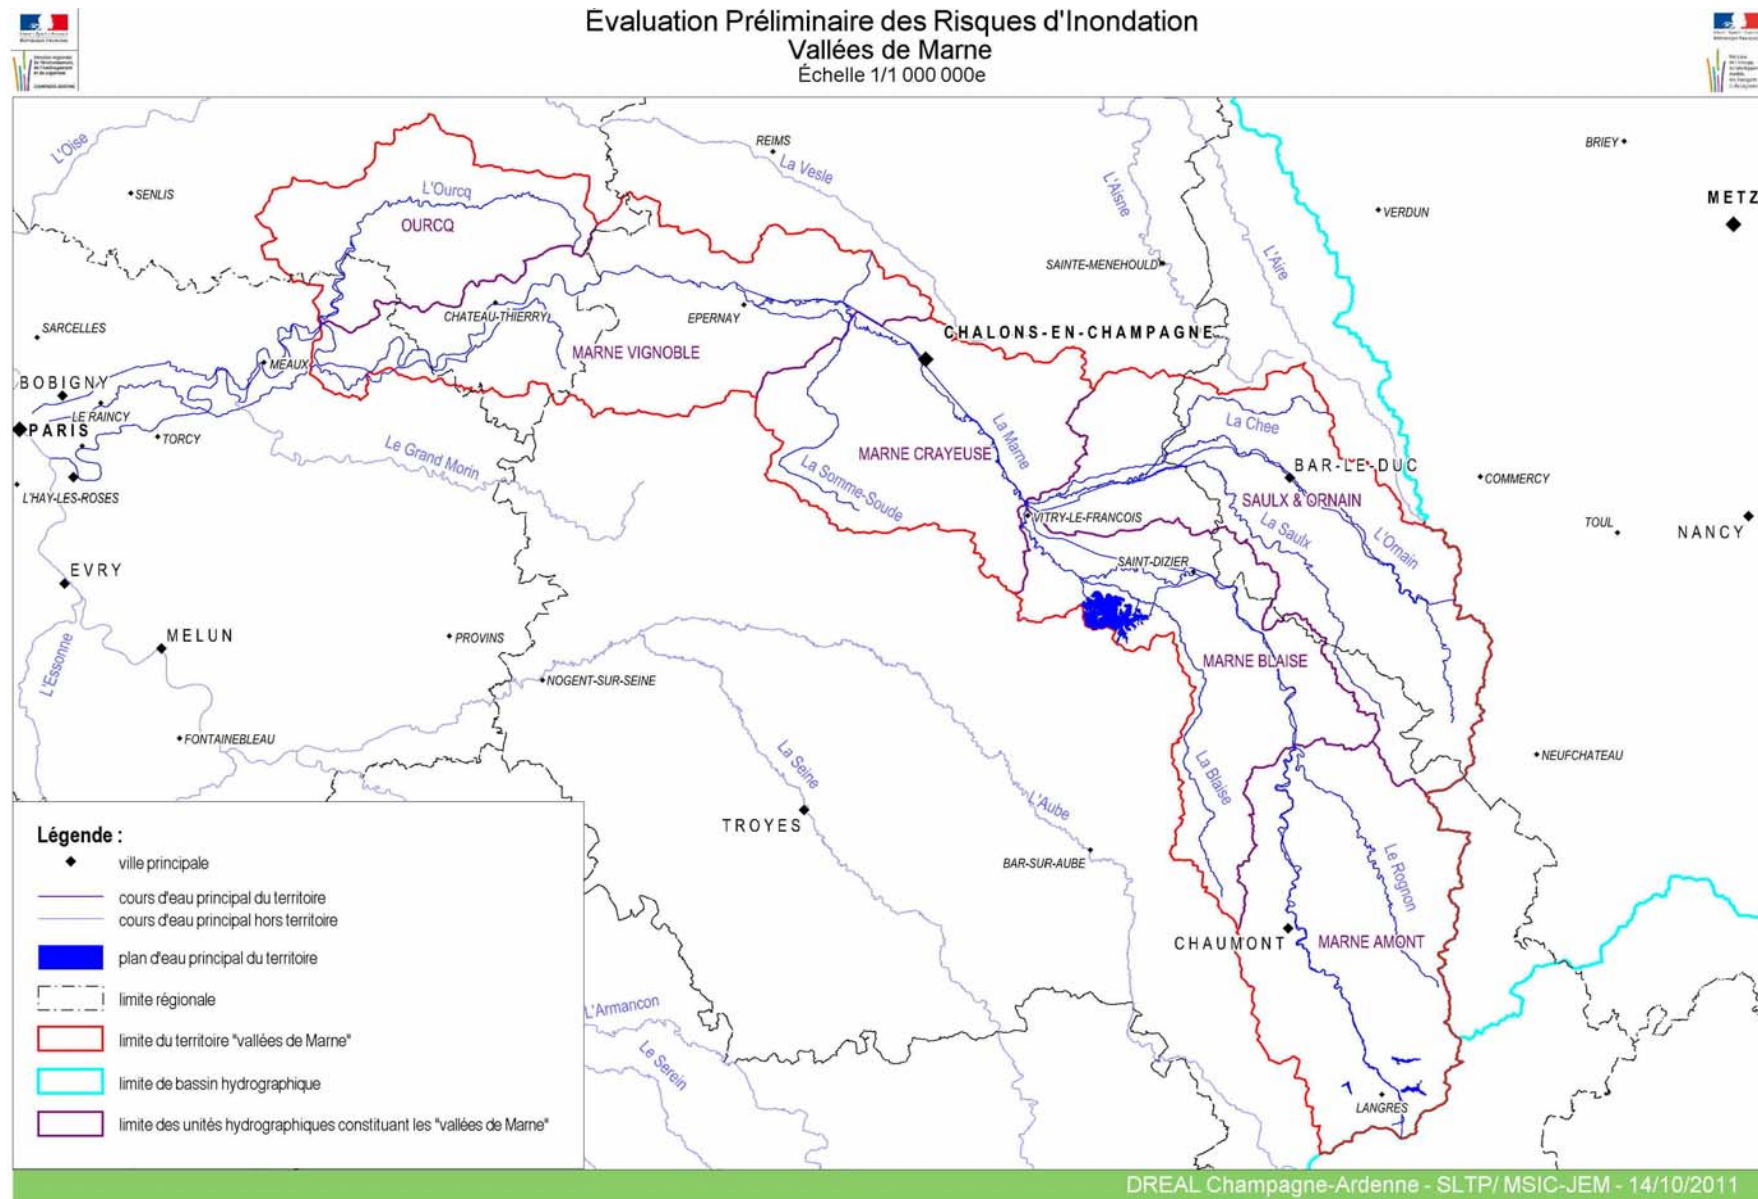 Évaluation Préliminaire des Risques d'Inondation
Vallées de Marne
Échelle 1/1 000 000e
L'Oise
SENLIS
L'Ourcq
OURCQ
REIMS
La Vesle
L'Aisne
SAINTE-MENEHOULD
L'Aire
VERDUN
BRIEY
METZ
SARCELLES
CHATEAU-THIERRY
EPERNAY
CHALONS-EN-CHAMPAGNE
MARNE VIGNOBLE
MEAUX
BOBIGNY
LE RAINCY
PARIS
TORCY
L'HAY-LES-ROSES
Le Grand Morin
La Somme-Soude
MARNE CRAYEUSE
La Marne
La Chee
BAR-LE-DUC
SAULX & ORNAIN
La Saulx
L'Ornain
COMMERCY
TOUL
NANCY
VITRY-LE-FRANCOIS
SAINT-DIZIER
EVRY
MELUN
L'Essonne
PROVINS
NOGENT-SUR-SEINE
FONTAINEBLEAU
MARNE BLAISE
La Blaise
NEUFCHATEAU
La Seine
TROYES
L'Aube
BAR-SUR-AUBE
Le Rognon
CHAUMONT
MARNE AMONT
L'Armancon
Le Serein
LANGRES
Légende :
ville principale
cours d'eau principal du territoire
cours d'eau principal hors territoire
plan d'eau principal du territoire
limite régionale
limite du territoire "vallées de Marne"
limite de bassin hydrographique
limite des unités hydrographiques constituant les "vallées de Marne"
DREAL Champagne-Ardenne - SLTP/ MSIC-JEM - 14/10/2011